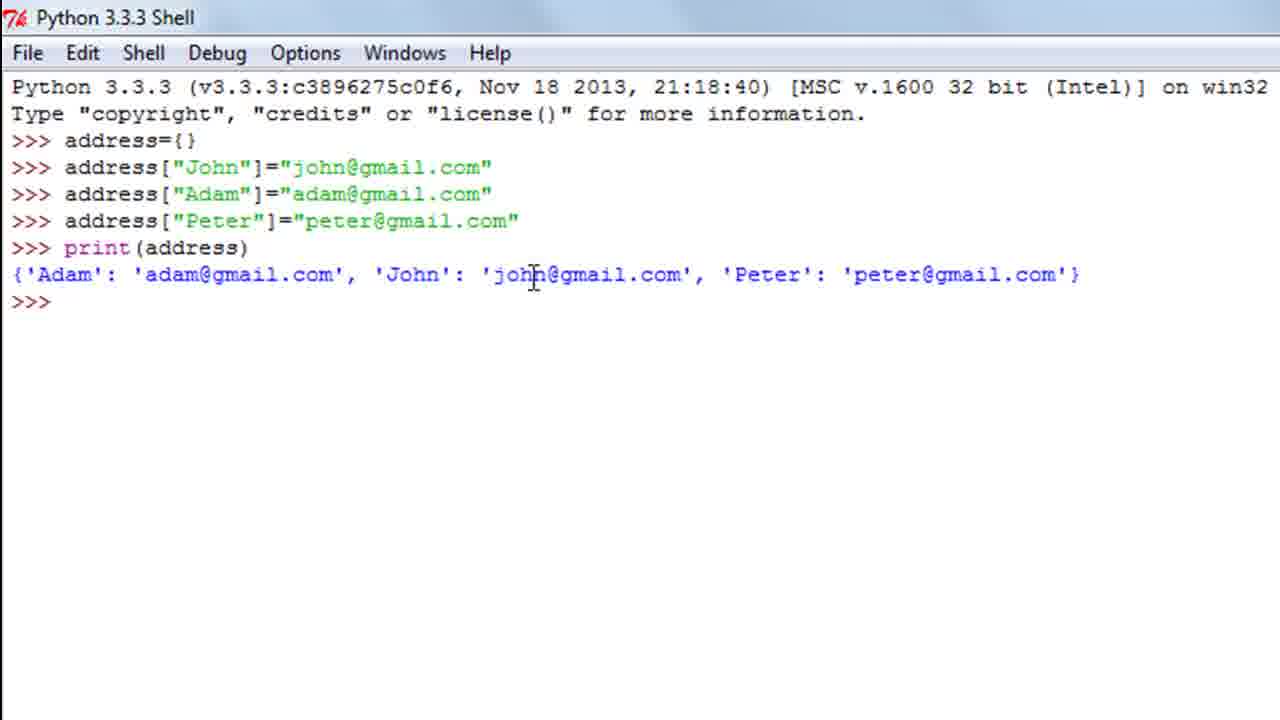 Python 3.3.3 Shell
File Edit Shell Debug Options Windows Help
Python 3.3.3 (v3.3.3:c3896275c0f6, Nov 18 2013, 21:18:40) [MSC v.1600 32 bit (Intel)] on win32
Type "copyright", "credits" or "license()" for more information.
>>> address={}
>>> address["John"]="john@gmail.com"
>>> address["Adam"]="adam@gmail.com"
>>> address["Peter"]="peter@gmail.com"
>>> print(address)
{'Adam': 'adam@gmail.com', 'John': 'john@gmail.com', 'Peter': 'peter@gmail.com'}
>>>